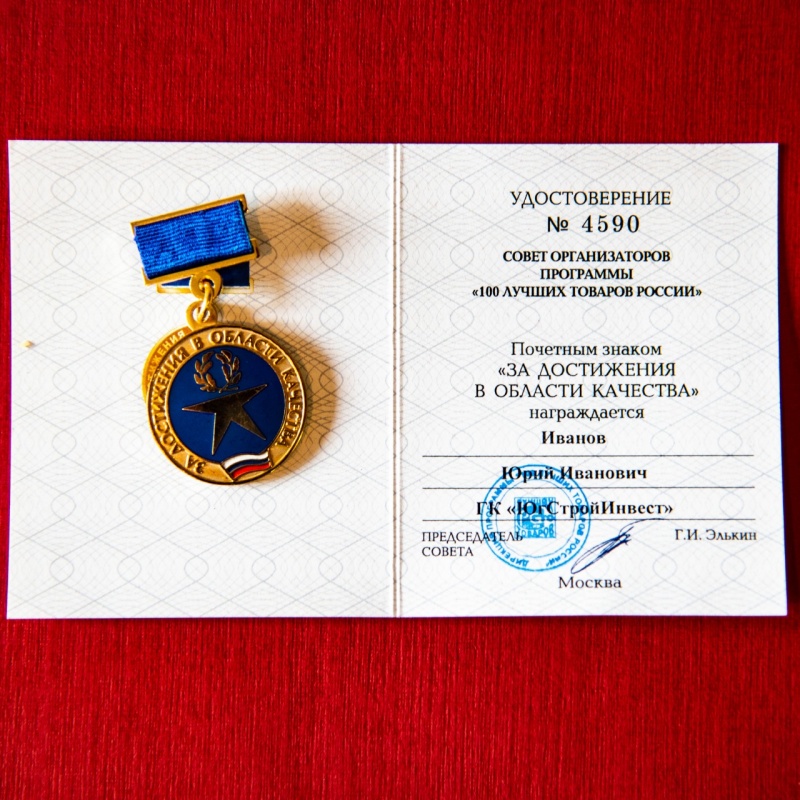 ЗА ДОСТИЖЕНИЯ В ОБЛАСТИ КАЧЕСТВА
УДОСТОВЕРЕНИЕ
№ 4590
СОВЕТ ОРГАНИЗАТОРОВ
ПРОГРАММЫ
«100 ЛУЧШИХ ТОВАРОВ РОССИИ»
Почетным знаком
«ЗА ДОСТИЖЕНИЯ
В ОБЛАСТИ КАЧЕСТВА»
награждается
Иванов
Юрий Иванович
ГК «ЮгСтройИнвест»
ПРЕДСЕДАТЕЛЬ
СОВЕТА
Г.И. Элькин
Москва